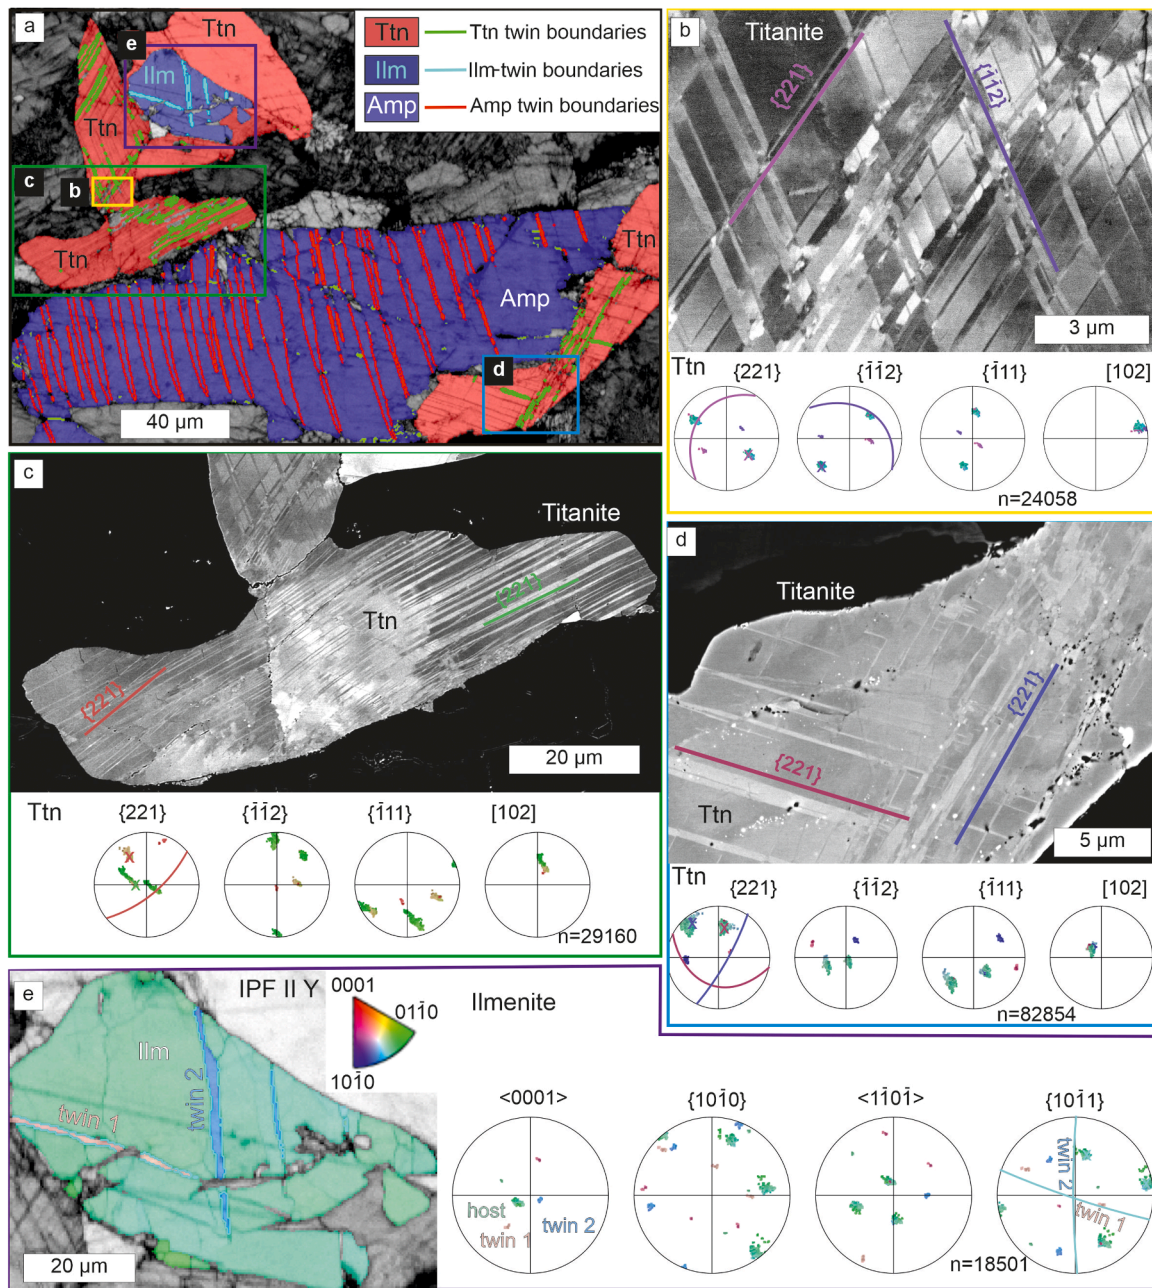 a
e
Ttn
Ilm
Ttn
c
b
Ttn
Ttn
Amp
d
40 µm
Ttn
Ttn twin boundaries
Ilm
Ilm-twin boundaries
Amp
Amp twin boundaries
b
Titanite
{221}
{1̄1̄2}
3 µm
Ttn
{221}
{1̄1̄2}
{1̄11}
[102]
n=24058
c
Titanite
Ttn
{221}
{221}
20 µm
Ttn
{221}
{1̄1̄2}
{1̄11}
[102]
n=29160
d
Titanite
{221}
{221}
Ttn
5 µm
Ttn
{221}
{1̄1̄2}
{1̄11}
[102]
n=82854
e
IPF II Y
0001
011̄0
101̄0
Ilmenite
Ilm
twin 1
twin 2
20 µm
<0001>
{101̄0}
<11̄01̄>
{101̄1}
host
twin 1
twin 2
twin 2
twin 1
n=18501